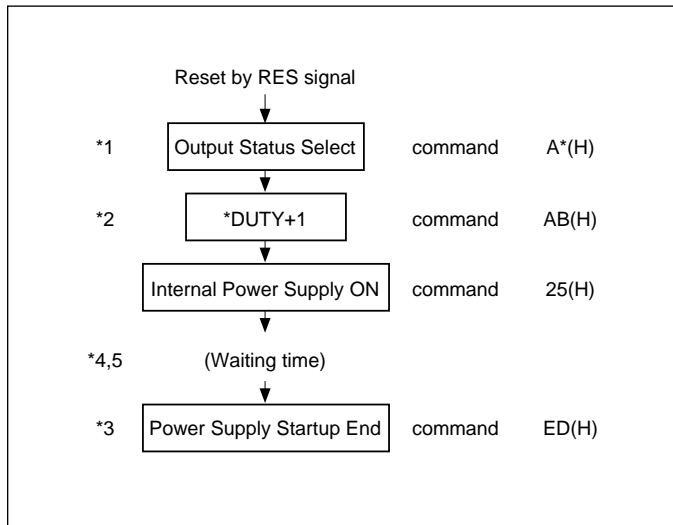 Reset by RES signal
*1 Output Status Select command A*(H)
*2 *DUTY+1 command AB(H)
Internal Power Supply ON command 25(H)
*4,5 (Waiting time)
*3 Power Supply Startup End command ED(H)